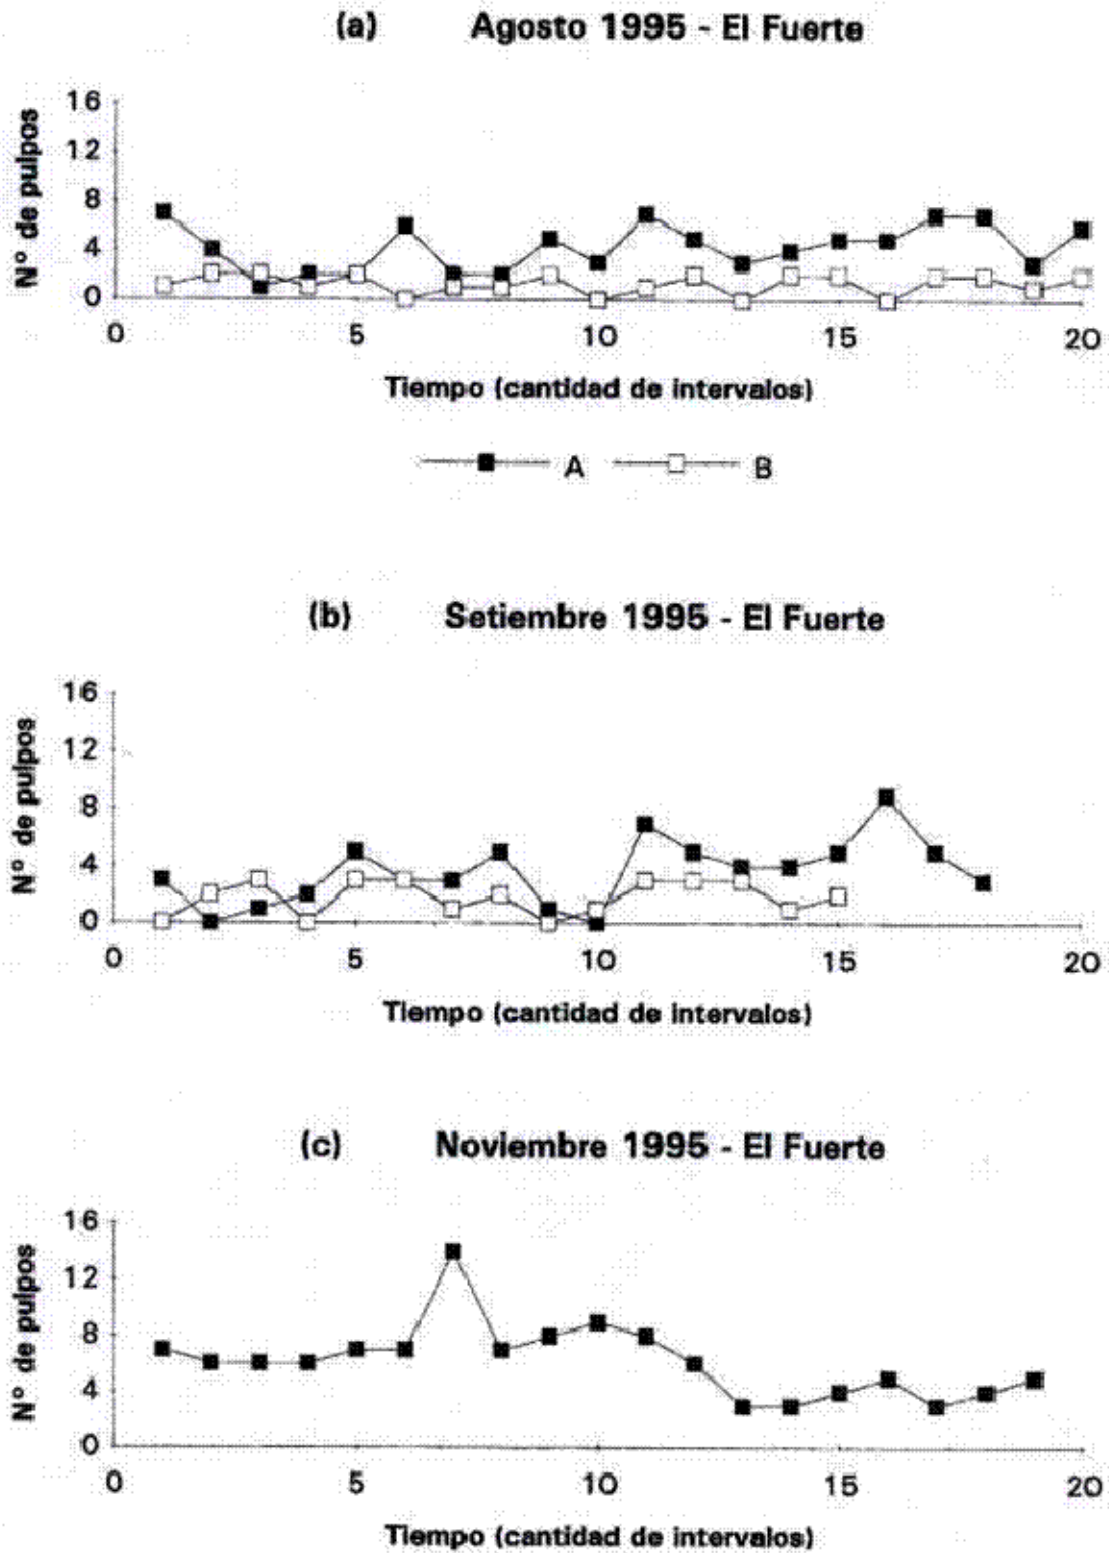 (a) Agosto 1995 - El Fuerte
Nº de pulpos
16
12
8
4
0
0 5 10 15 20
Tiempo (cantidad de intervalos)
A B
(b) Setiembre 1995 - El Fuerte
Nº de pulpos
16
12
8
4
0
0 5 10 15 20
Tiempo (cantidad de intervalos)
(c) Noviembre 1995 - El Fuerte
Nº de pulpos
16
12
8
4
0
0 5 10 15 20
Tiempo (cantidad de intervalos)